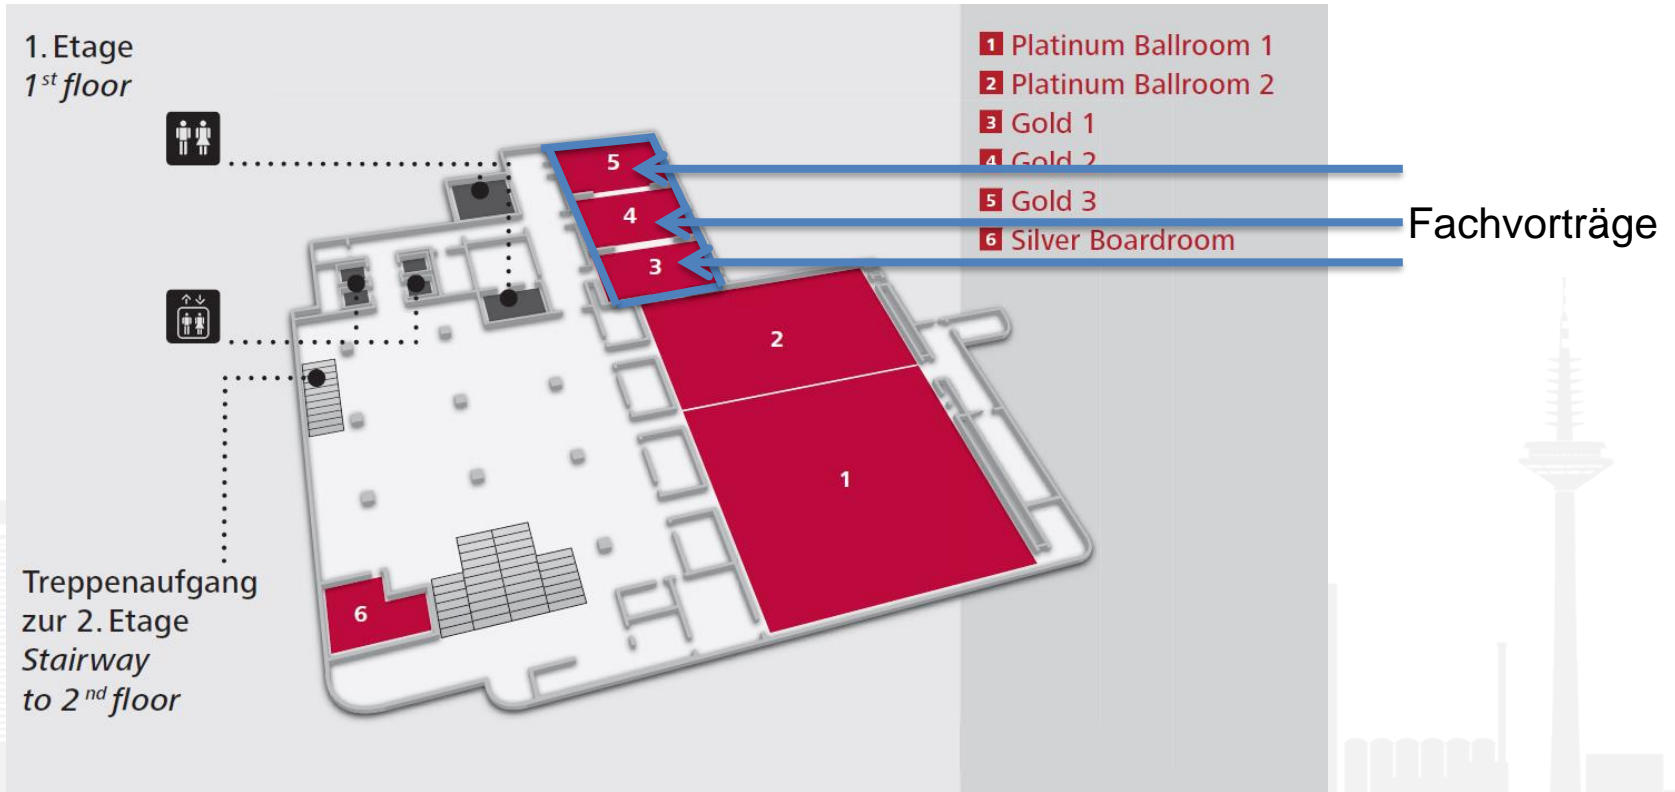 1. Etage
1st floor
1 Platinum Ballroom 1
2 Platinum Ballroom 2
3 Gold 1
4 Gold 2
5 Gold 3
6 Silver Boardroom
Fachvorträge
5
4
3
2
1
6
Treppenaufgang
zur 2. Etage
Stairway
to 2nd floor